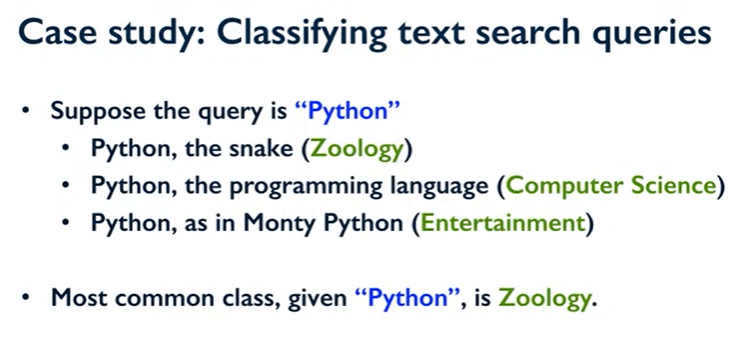 Case study: Classifying text search queries
• Suppose the query is “Python”
• Python, the snake (Zoology)
• Python, the programming language (Computer Science)
• Python, as in Monty Python (Entertainment)
• Most common class, given “Python”, is Zoology.